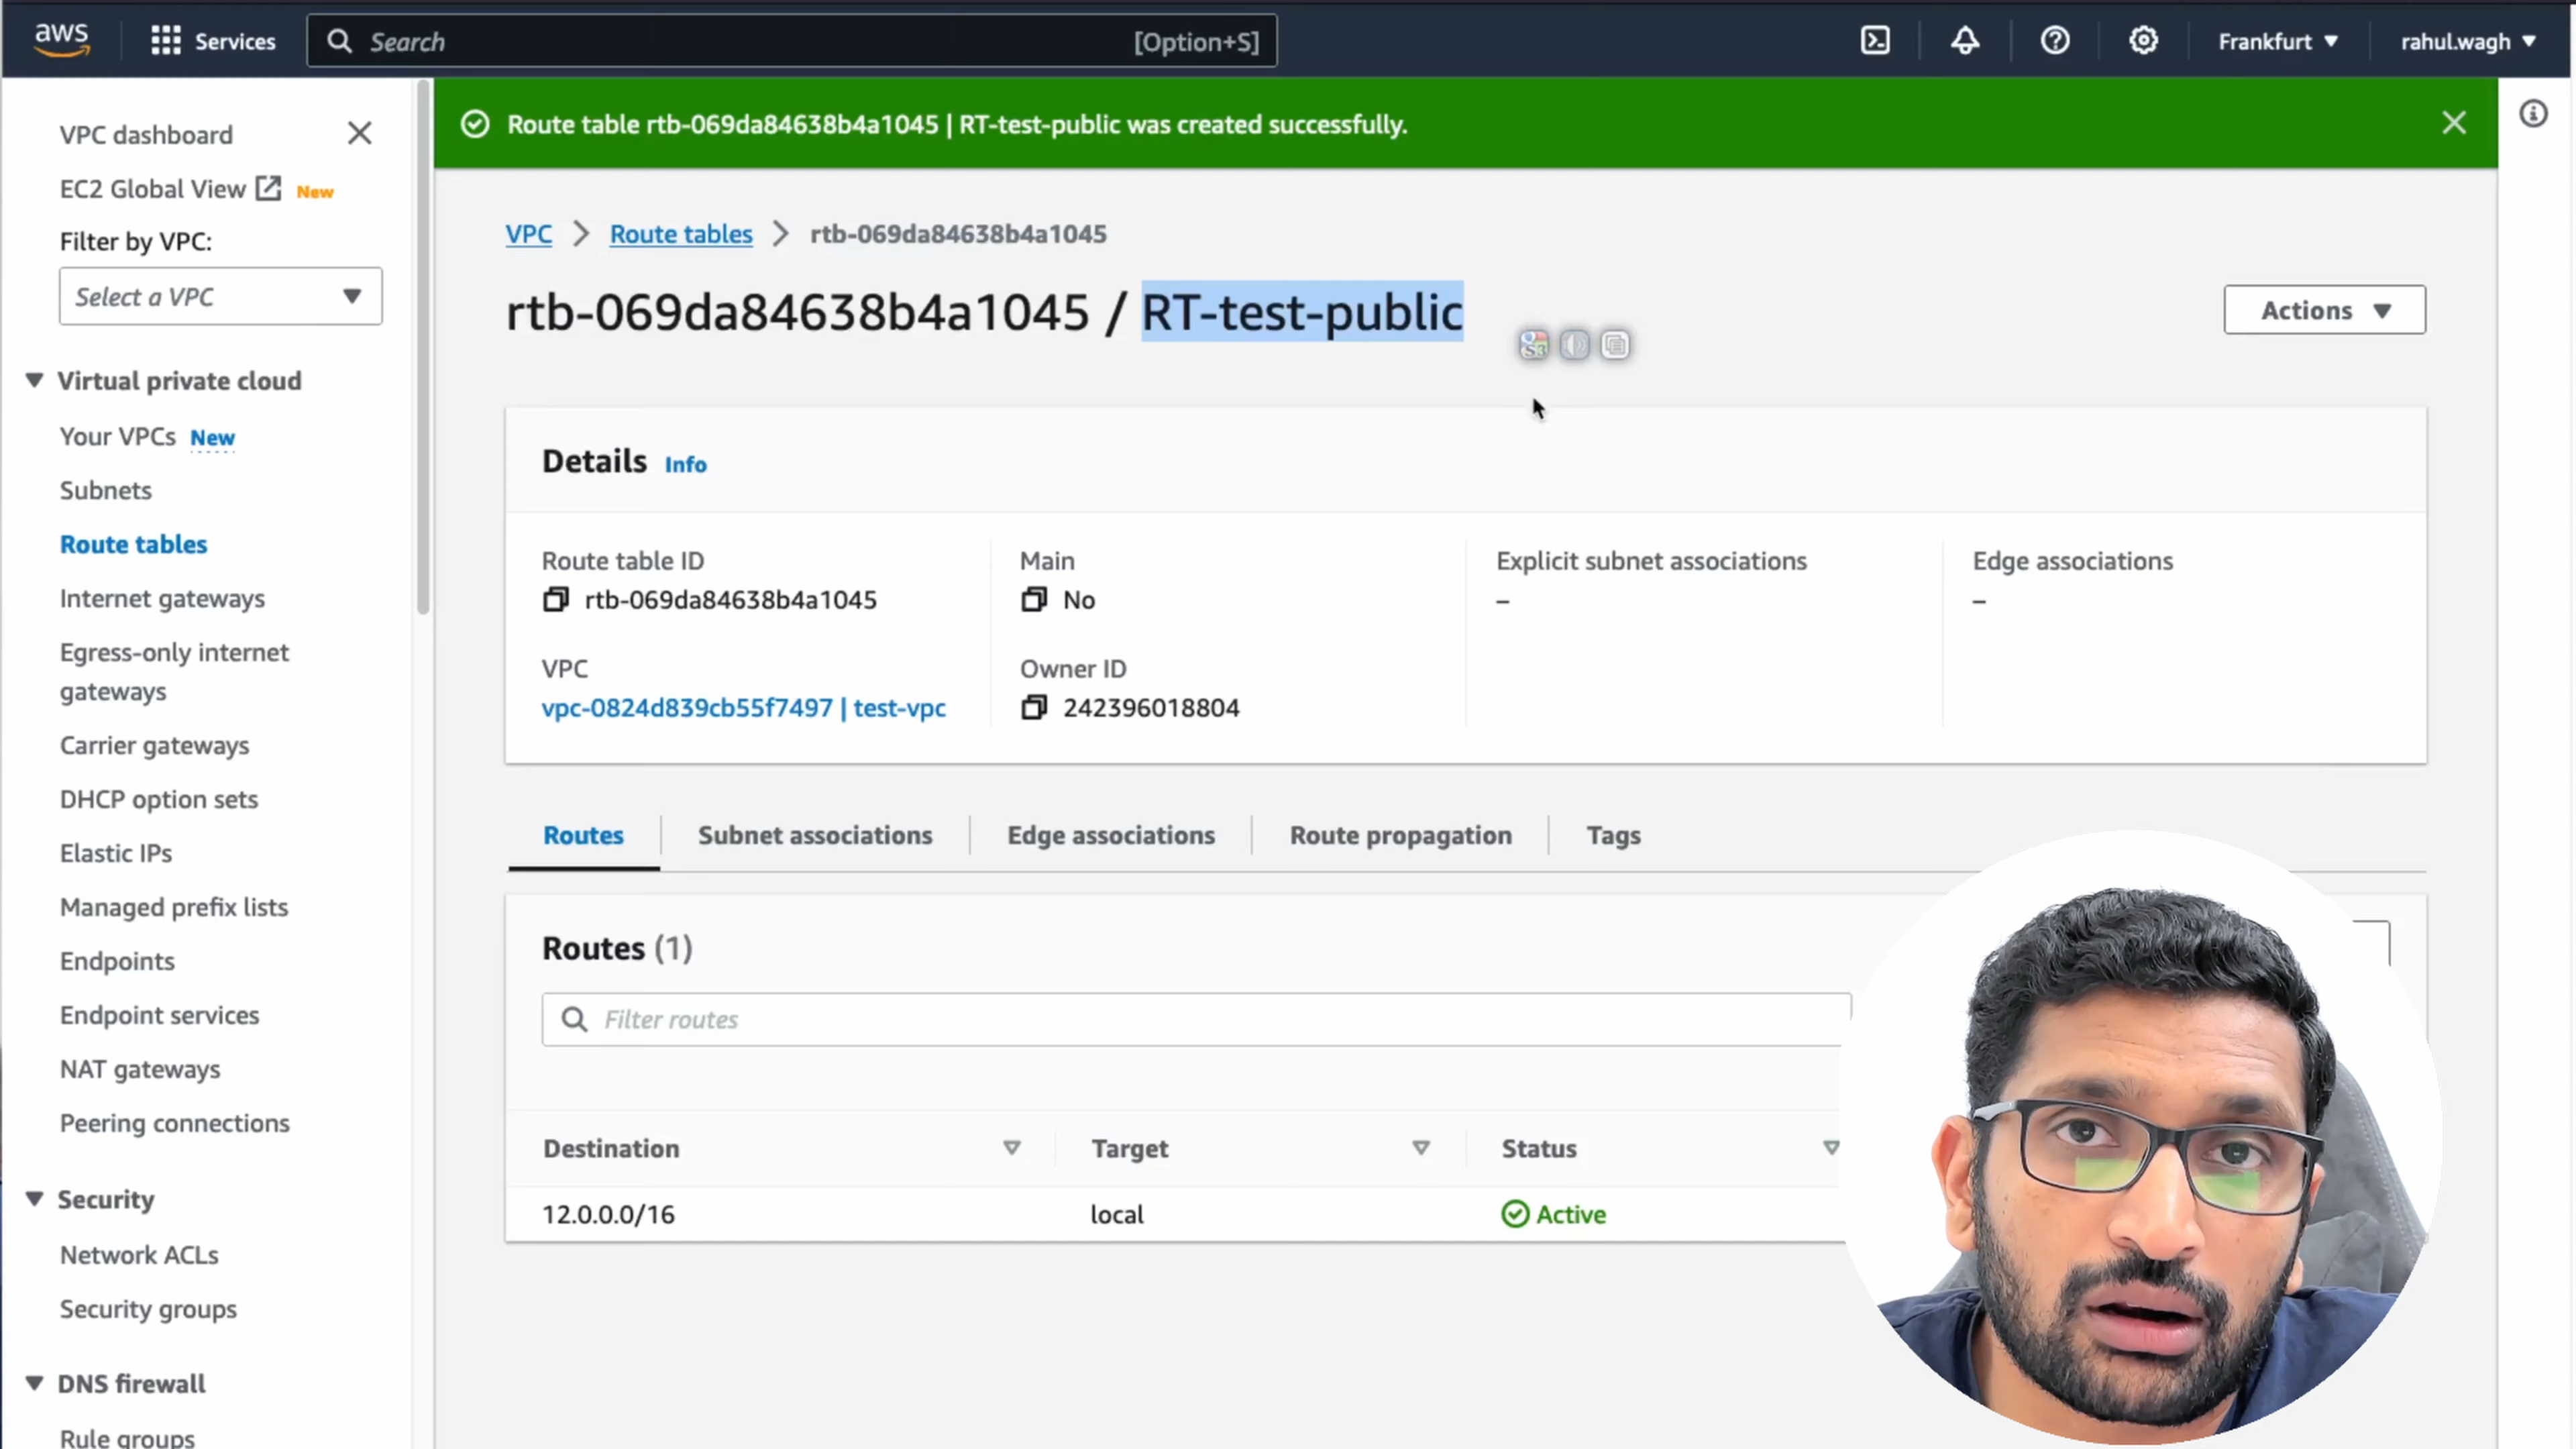 aws
Services
Search
[Option+S]
Frankfurt
rahul.wagh
VPC dashboard
EC2 Global View New
Filter by VPC:
Select a VPC
Virtual private cloud
Your VPCs New
Subnets
Route tables
Internet gateways
Egress-only internet
gateways
Carrier gateways
DHCP option sets
Elastic IPs
Managed prefix lists
Endpoints
Endpoint services
NAT gateways
Peering connections
Security
Network ACLs
Security groups
DNS firewall
Rule groups
Route table rtb-069da84638b4a1045 | RT-test-public was created successfully.
VPC
Route tables
rtb-069da84638b4a1045
rtb-069da84638b4a1045 / RT-test-public
S3
Actions
Details Info
Route table ID
rtb-069da84638b4a1045
Main
No
Explicit subnet associations
–
Edge associations
–
VPC
vpc-0824d839cb55f7497 | test-vpc
Owner ID
242396018804
Routes
Subnet associations
Edge associations
Route propagation
Tags
Routes (1)
Filter routes
Destination
Target
Status
12.0.0.0/16
local
Active